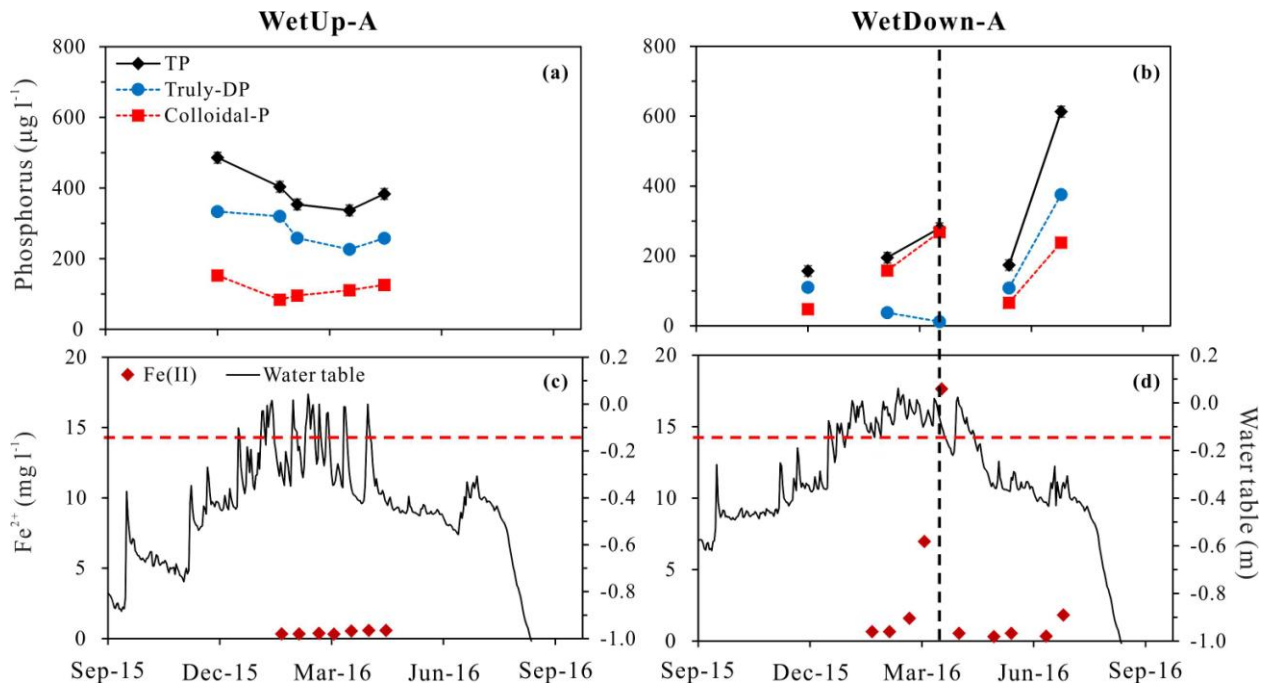 WetUp-A
WetDown-A
800
600
400
200
0
Phosphorus (µg l⁻¹)
TP
Truly-DP
Colloidal-P
(a)
800
600
400
200
0
(b)
20
15
10
5
0
Fe²⁺ (mg l⁻¹)
Fe(II)
Water table
(c)
0.2
0.0
-0.2
-0.4
-0.6
-0.8
-1.0
Sep-15 Dec-15 Mar-16 Jun-16 Sep-16
20
15
10
5
0
(d)
0.2
0.0
-0.2
-0.4
-0.6
-0.8
-1.0
Water table (m)
Sep-15 Dec-15 Mar-16 Jun-16 Sep-16